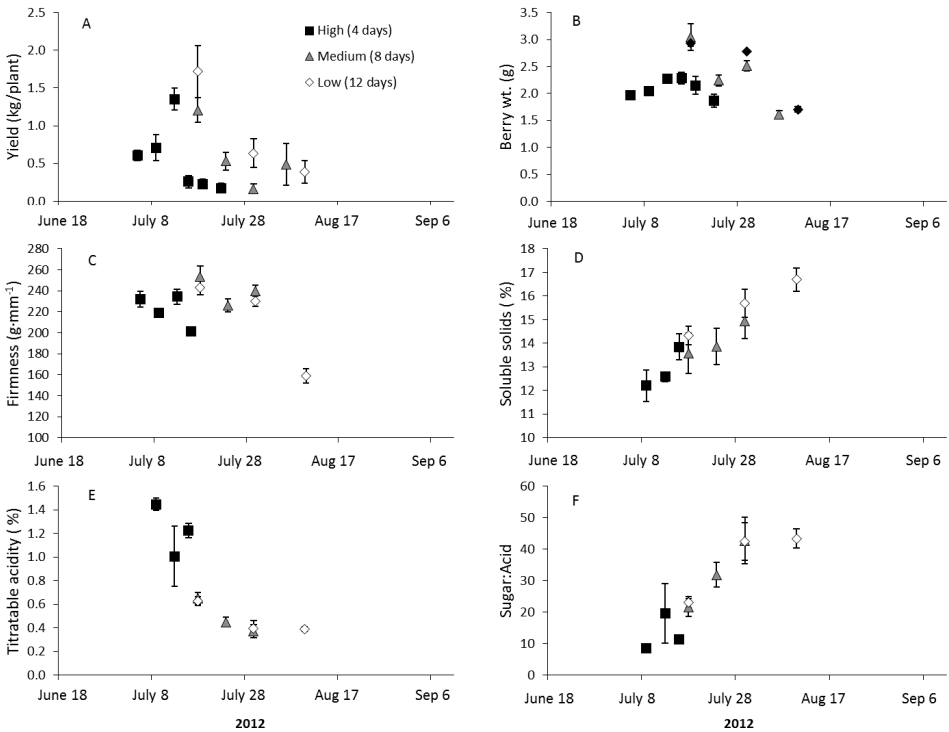 A
B
High (4 days)
Medium (8 days)
Low (12 days)
Yield (kg/plant)
2.5
2.0
1.5
1.0
0.5
0.0
June 18 July 8 July 28 Aug 17 Sep 6
Berry wt. (g)
3.5
3.0
2.5
2.0
1.5
1.0
0.5
0.0
June 18 July 8 July 28 Aug 17 Sep 6
C
Firmness (g·mm-1)
280
260
240
220
200
180
160
140
120
100
June 18 July 8 July 28 Aug 17 Sep 6
D
Soluble solids ( %)
18
17
16
15
14
13
12
11
10
June 18 July 8 July 28 Aug 17 Sep 6
E
Titratable acidity ( %)
1.6
1.4
1.2
1.0
0.8
0.6
0.4
0.2
0.0
June 18 July 8 July 28 Aug 17 Sep 6
2012
F
Sugar:Acid
60
50
40
30
20
10
0
June 18 July 8 July 28 Aug 17 Sep 6
2012